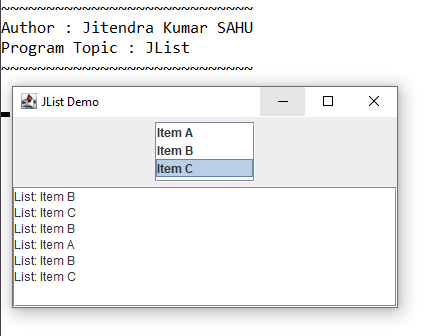 ~~~~~~~~~~~~~~~~~~~~~~~~~~~~
Author : Jitendra Kumar SAHU
Program Topic : JList
~~~~~~~~~~~~~~~~~~~~~~~~~~~~
JList Demo
Item A
Item B
Item C
List: Item B
List: Item C
List: Item B
List: Item A
List: Item B
List: Item C